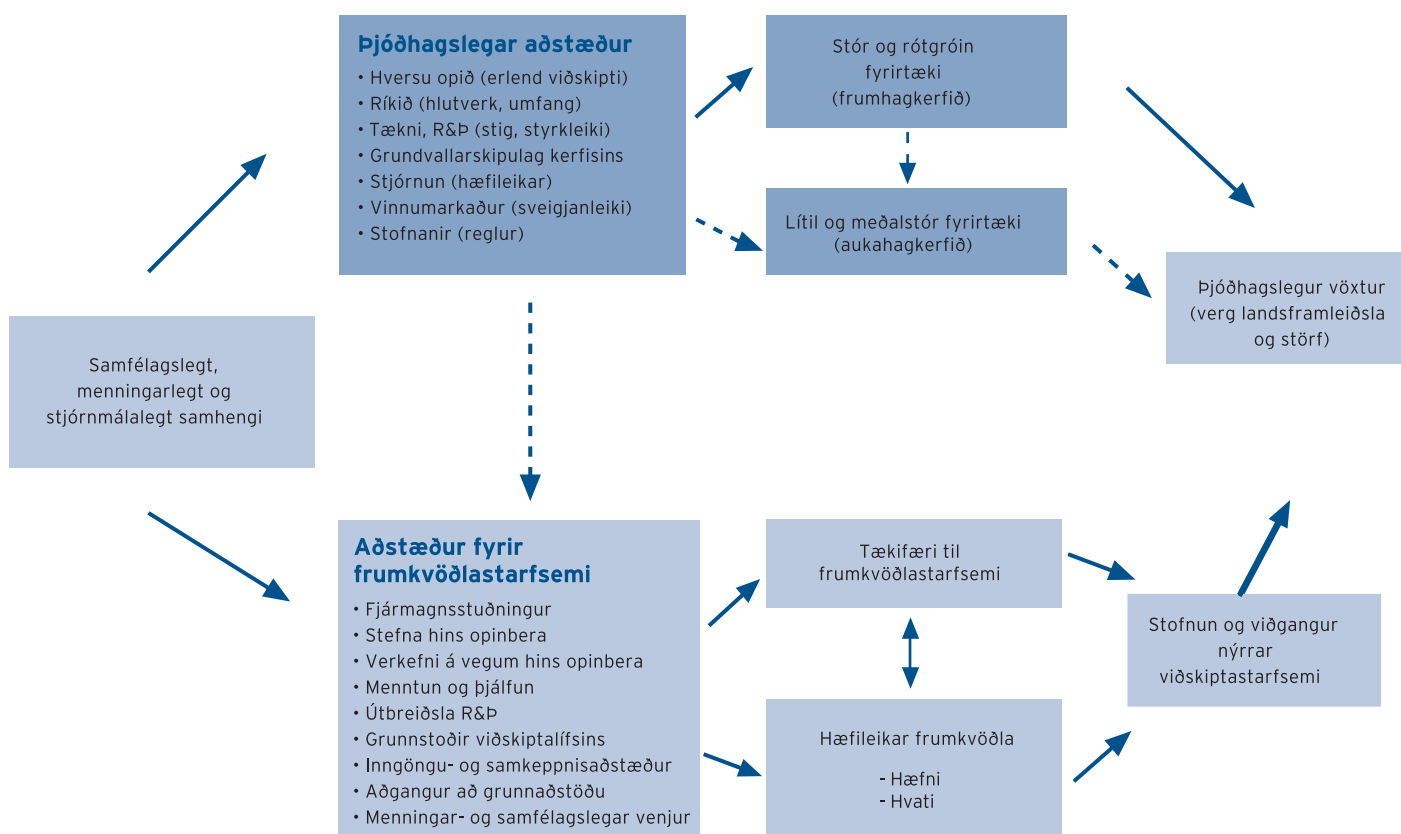 Þjóðhagslegar aðstæður
• Hversu opið (erlend viðskipti)
• Ríkið (hlutverk, umfang)
• Tækni, R&Þ (stig, styrkleiki)
• Grundvallarskipulag kerfisins
• Stjórnun (hæfileikar)
• Vinnumarkaður (sveigjanleiki)
• Stofnanir (reglur)
Stór og rótgróin
fyrirtæki
(frumhagkerfið)
Lítil og meðalstór fyrirtæki
(aukahagkerfið)
Þjóðhagslegur vöxtur
(verg landsframleiðsla
og störf)
Samfélagslegt,
menningarlegt og
stjórnmálalegt samhengi
Aðstæður fyrir
frumkvöðlastarfsemi
• Fjármagnsstuðningur
• Stefna hins opinbera
• Verkefni á vegum hins opinbera
• Menntun og þjálfun
• Útbreiðsla R&Þ
• Grunnstoðir viðskiptalífsins
• Inngöngu- og samkeppnisaðstæður
• Aðgangur að grunnaðstöðu
• Menningar- og samfélagslegar venjur
Tækifæri til
frumkvöðlastarfsemi
Hæfileikar frumkvöðla
- Hæfni
- Hvati
Stofnun og viðgangur
nýrrar
viðskiptastarfsemi